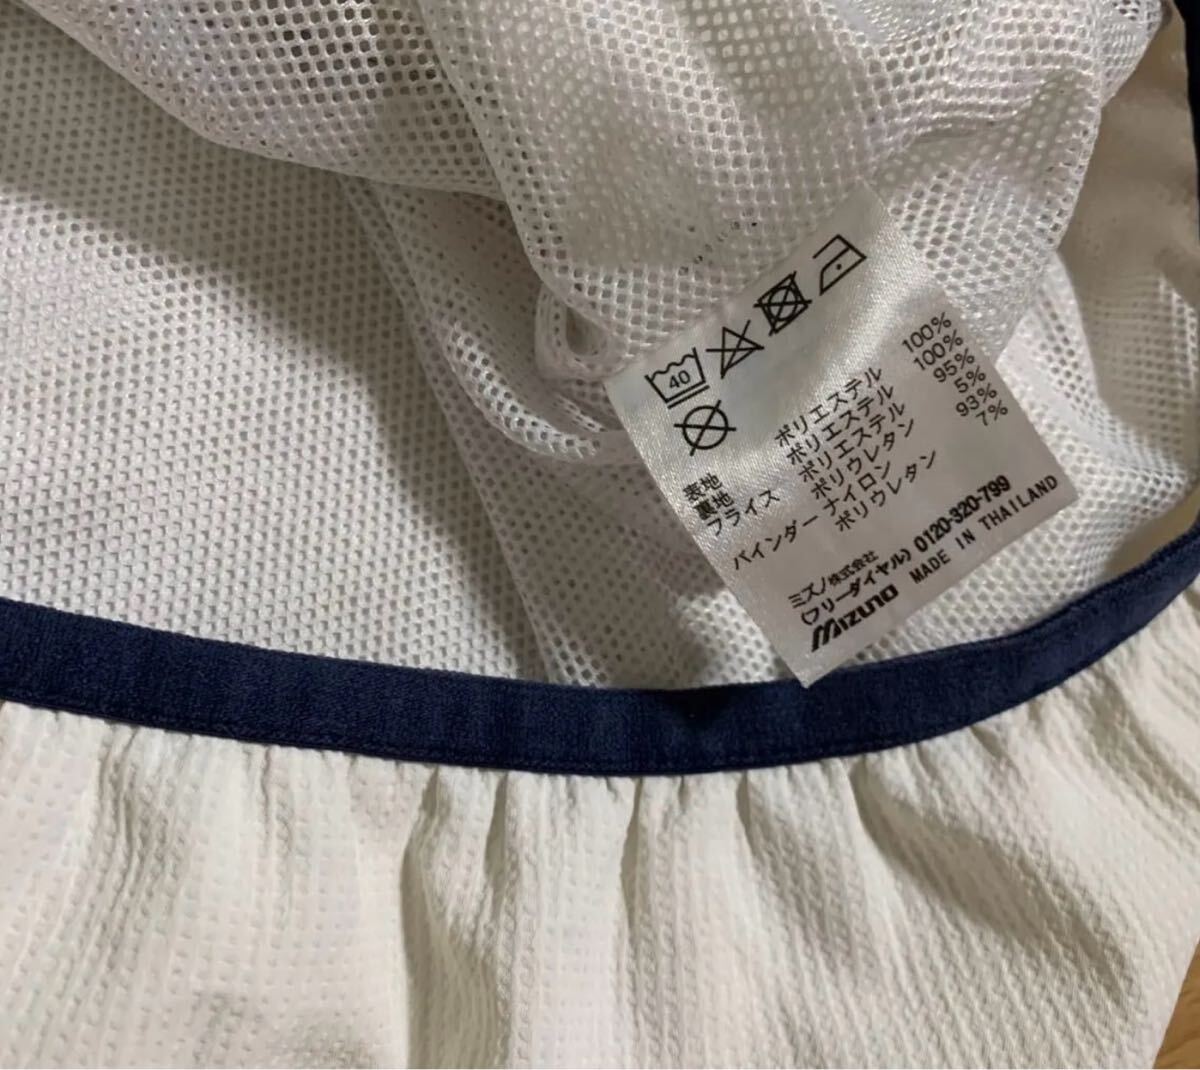 40
表地 ポリエステル 100%
裏地 ポリエステル 100%
フライス ポリエステル 95%
ポリウレタン 5%
バインダー ナイロン 93%
ポリウレタン 7%
ミズノ株式会社
(フリーダイヤル) 0120-320-799
MIZUNO MADE IN THAILAND